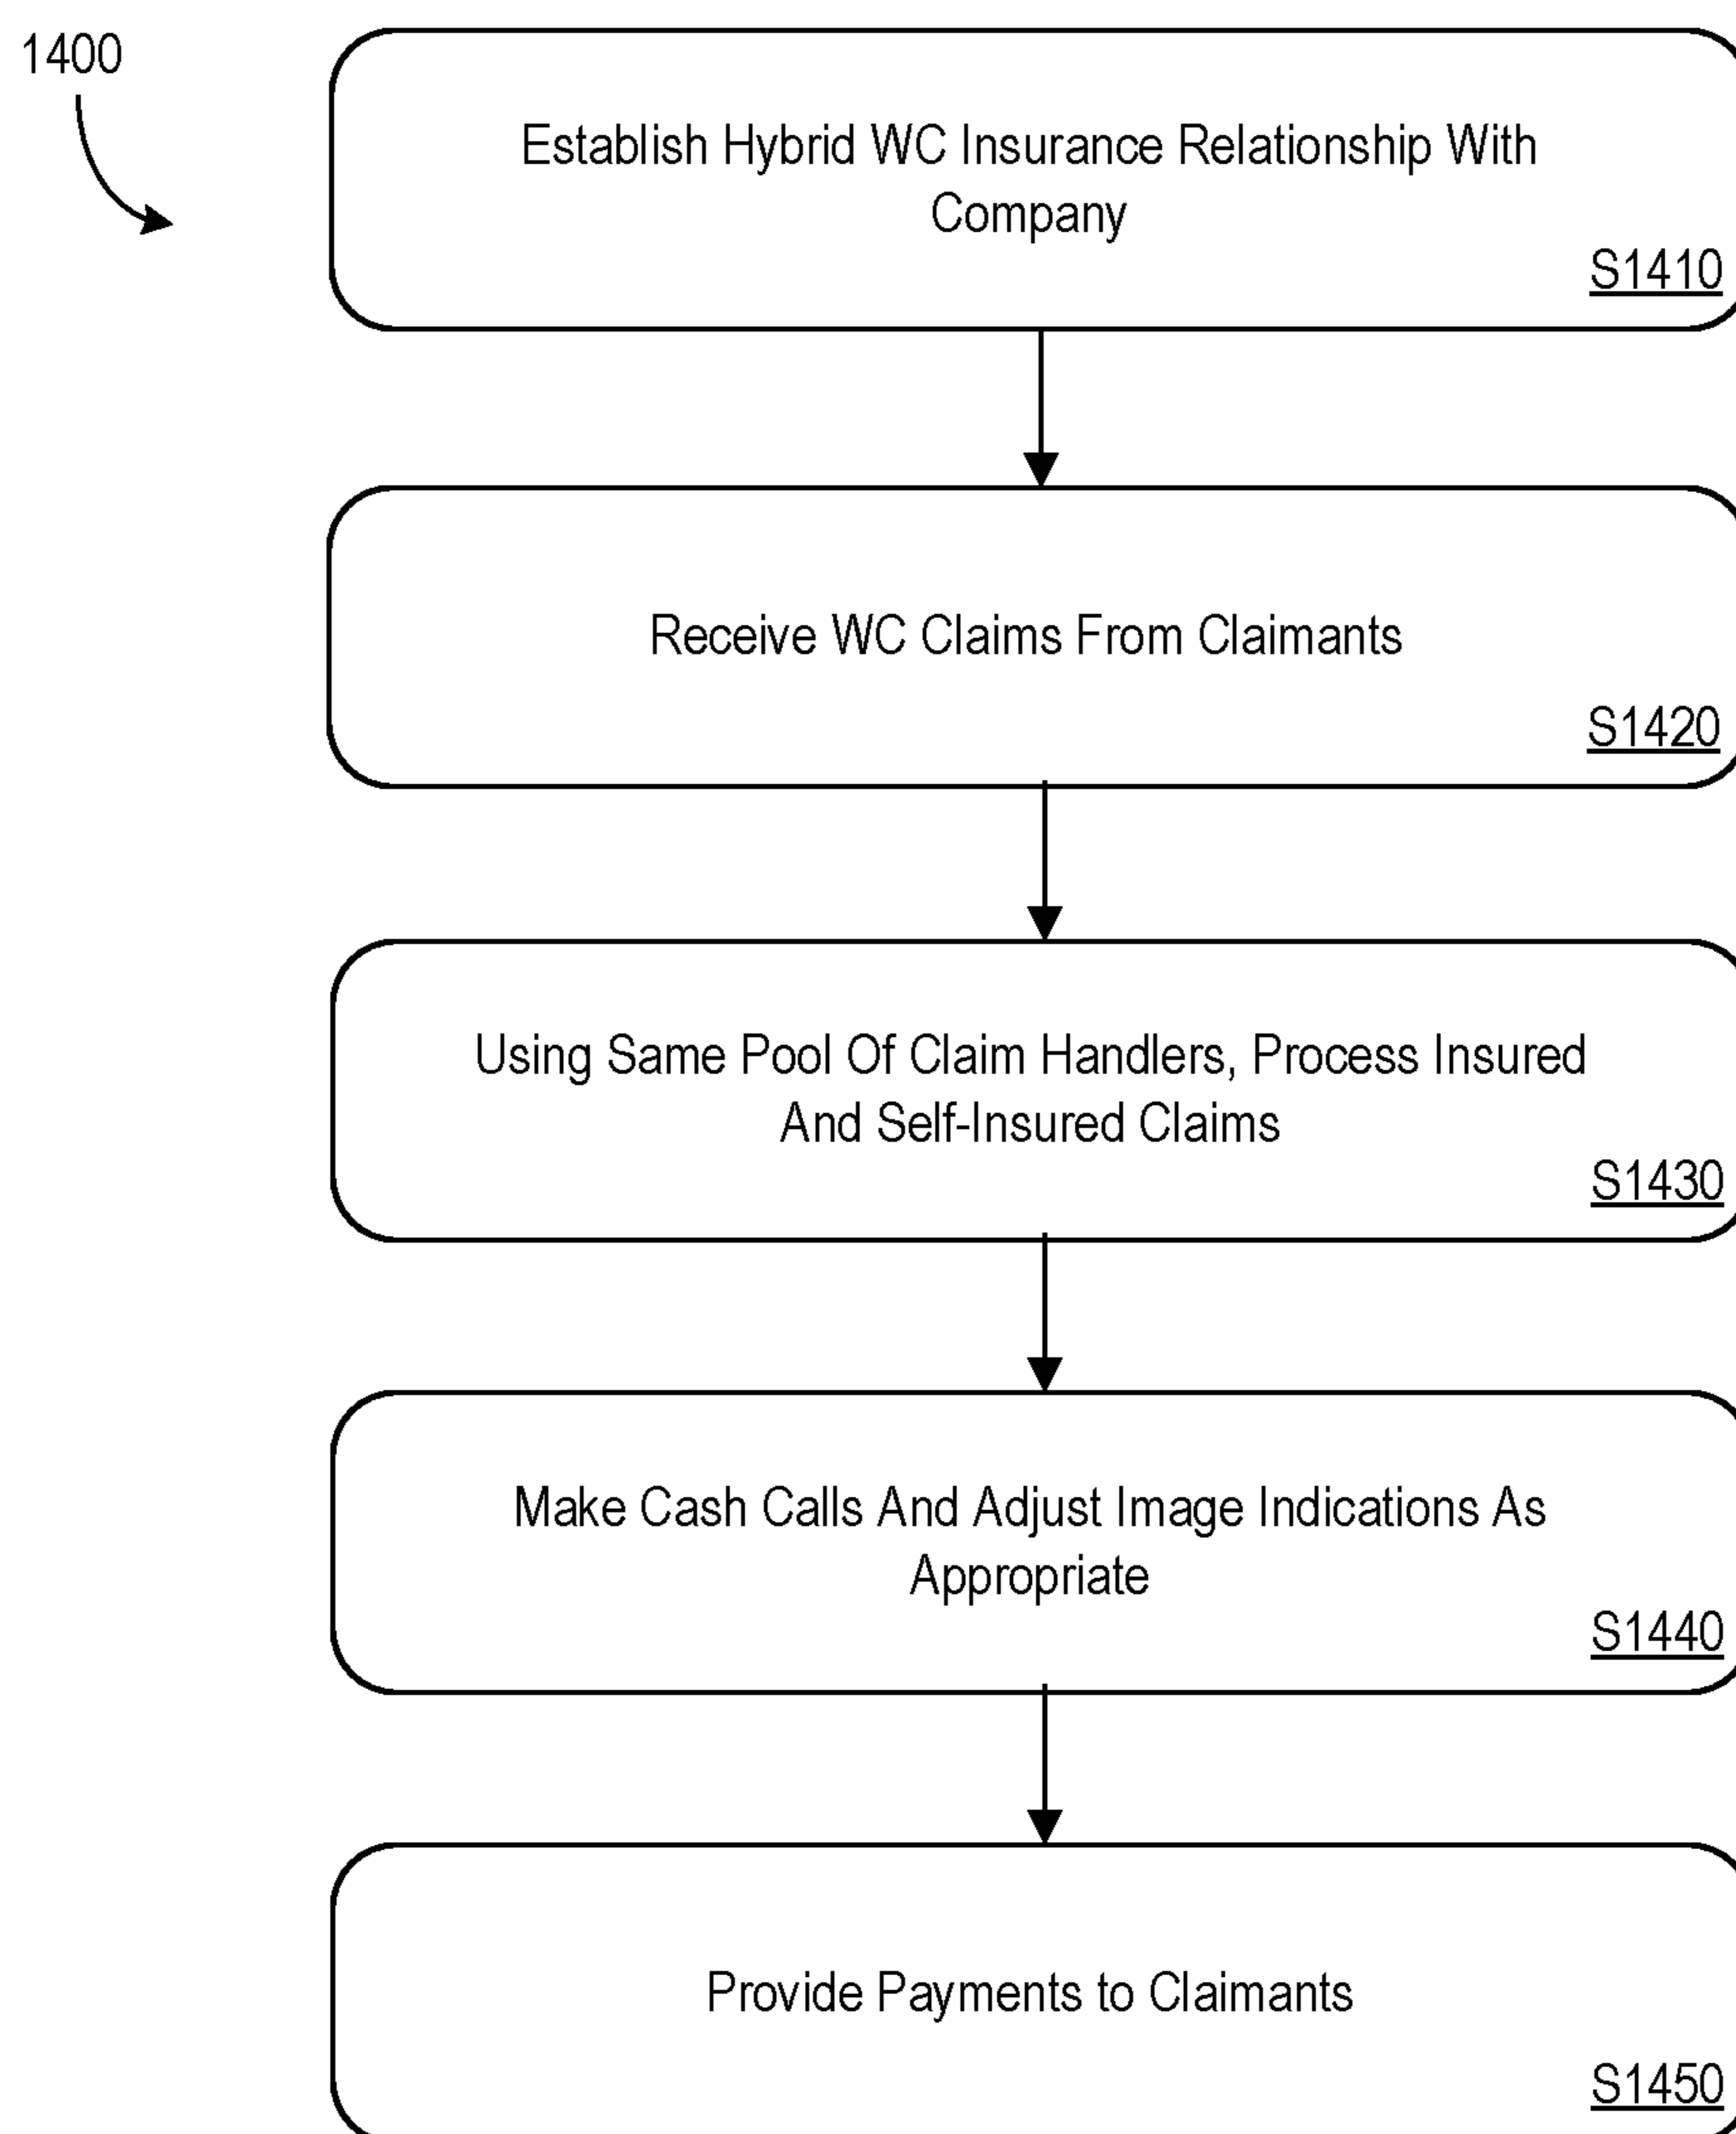 1400
Establish Hybrid WC Insurance Relationship With
Company
S1410
Receive WC Claims From Claimants
S1420
Using Same Pool Of Claim Handlers, Process Insured
And Self-Insured Claims
S1430
Make Cash Calls And Adjust Image Indications As
Appropriate
S1440
Provide Payments to Claimants
S1450